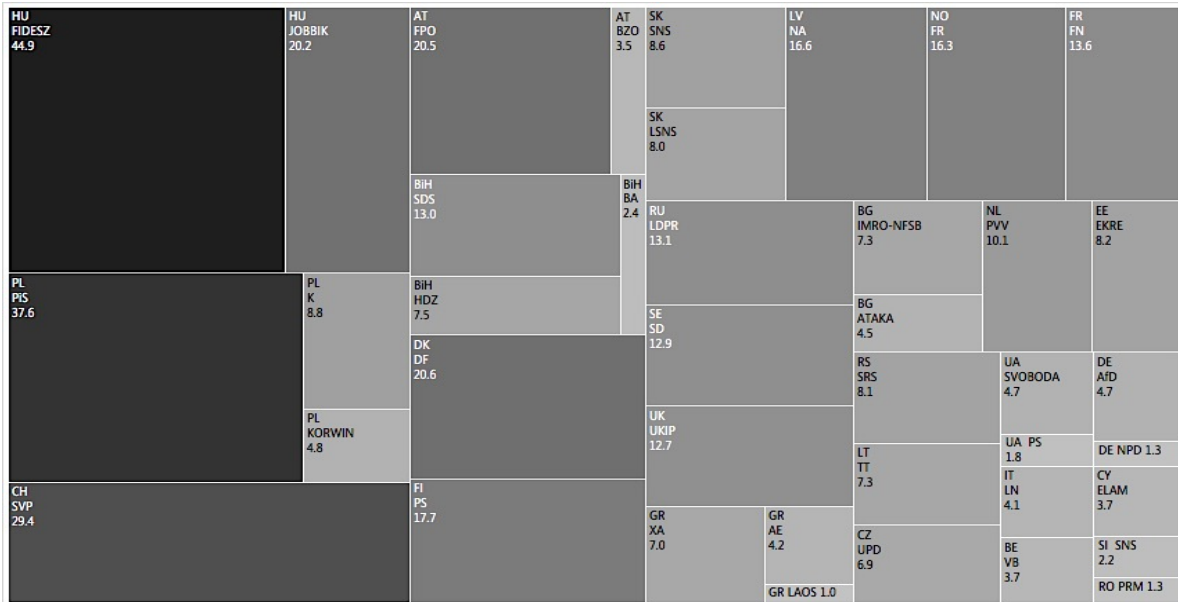 HU
FIDESZ
44.9
HU
JOBBIK
20.2
AT
FPO
20.5
AT
BZO
3.5
SK
SNS
8.6
LV
NA
16.6
NO
FR
16.3
FR
FN
13.6
SK
LSNS
8.0
BiH
SDS
13.0
BiH
BA
2.4
RU
LDPR
13.1
BG
IMRO-NFSB
7.3
NL
PVV
10.1
EE
EKRE
8.2
PL
PiS
37.6
PL
K
8.8
BiH
HDZ
7.5
BG
ATAKA
4.5
SE
SD
12.9
DK
DF
20.6
RS
SRS
8.1
UA
SVOBODA
4.7
DE
AfD
4.7
PL
KORWIN
4.8
UK
UKIP
12.7
UA PS
1.8
DE NPD 1.3
LT
TT
7.3
IT
LN
4.1
CY
ELAM
3.7
CH
SVP
29.4
FI
PS
17.7
GR
XA
7.0
GR
AE
4.2
CZ
UPD
6.9
BE
VB
3.7
SI SNS
2.2
GR LAOS 1.0
RO PRM 1.3